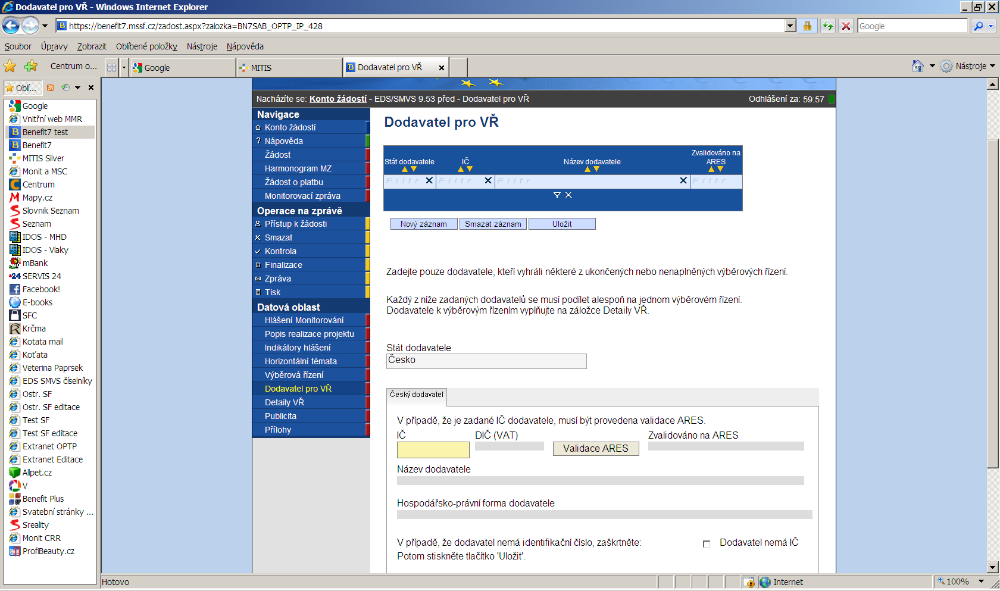 Dodavatel pro VŘ - Windows Internet Explorer
https://benefit7.mssf.cz/zadost.aspx?zalozka=BN7SAB_OPTP_IP_428
Google
Soubor Úpravy Zobrazit Oblíbené položky Nástroje Nápověda
Centrum o...
Google
MITIS
Dodavatel pro VŘ
Nástroje
Oblí...
Google
Vnitřní web MMR
Benefit7 test
Benefit7
MITIS Silver
Monit a MSC
Centrum
Mapy.cz
Slovnik Seznam
Seznam
IDOS - MHD
IDOS - Vlaky
mBank
SERVIS 24
Facebook!
E-books
SFC
Krčma
Kotata mail
Koťata
Veterina Paprsek
EDS SMVS číselníky
Ostr. SF
Ostr. SF editace
Test SF
Test SF editace
Extranet OPTP
Extranet Editace
Allpet.cz
V
Benefit Plus
Svatební stránky ...
Sreality
Monit CRR
ProfiBeauty.cz
Nacházíte se: Konto žádostí - EDS/SMVS 9.53 před - Dodavatel pro VŘ
Odhlášení za: 59:57
Navigace
Konto žádostí
Nápověda
Žádost
Harmonogram MZ
Žádost o platbu
Monitorovací zpráva
Operace na zprávě
Přístup k žádosti
Smazat
Kontrola
Finalizace
Zpráva
Tisk
Datová oblast
Hlášení Monitorování
Popis realizace projektu
Indikátory hlášení
Horizontální témata
Výběrová řízení
Dodavatel pro VŘ
Detaily VŘ
Publicita
Přílohy
Dodavatel pro VŘ
Stát dodavatele
IČ
Název dodavatele
Zvalidováno na ARES
Filtr
Filtr
Filtr
Filtr
Nový záznam
Smazat záznam
Uložit
Zadejte pouze dodavatele, kteří vyhráli některé z ukončených nebo nenaplněných výběrových řízení.
Každý z níže zadaných dodavatelů se musí podílet alespoň na jednom výběrovém řízení.
Dodavatele k výběrovým řízením vyplňujte na záložce Detaily VŘ.
Stát dodavatele
Česko
Český dodavatel
V případě, že je zadané IČ dodavatele, musí být provedena validace ARES.
IČ
DIČ (VAT)
Validace ARES
Zvalidováno na ARES
Název dodavatele
Hospodářsko-právní forma dodavatele
V případě, že dodavatel nemá identifikační číslo, zaškrtněte:
Dodavatel nemá IČ
Potom stiskněte tlačítko 'Uložit'.
Hotovo
Internet
100%